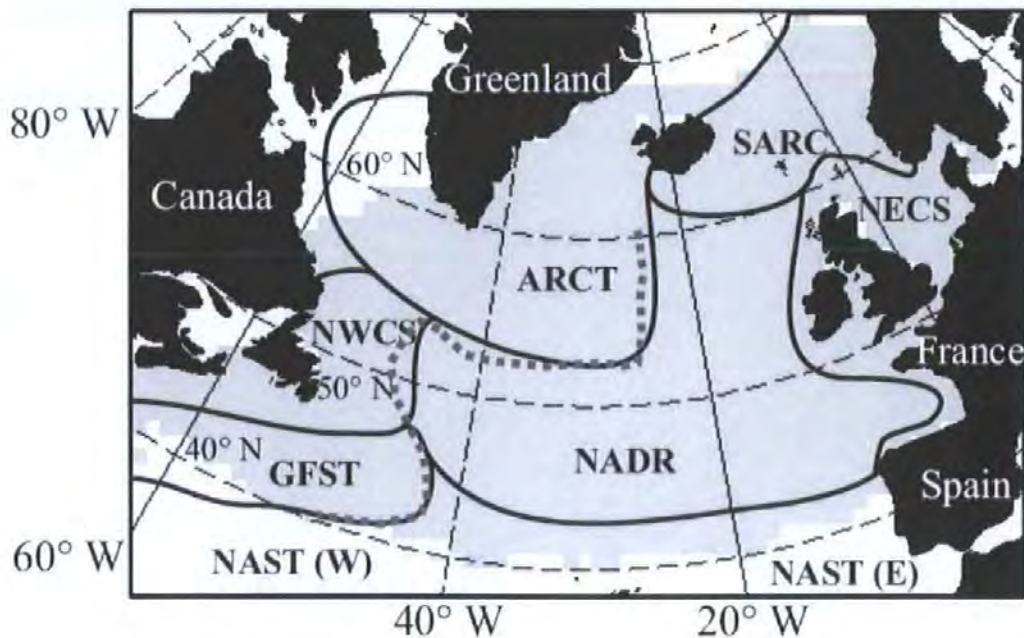 Greenland
80° W
SARC
60° N
Canada
NECS
ARCT
NWCS
France
50° N
40° N
GFST
NADR
Spain
60° W
NAST (W)
NAST (E)
40° W
20° W